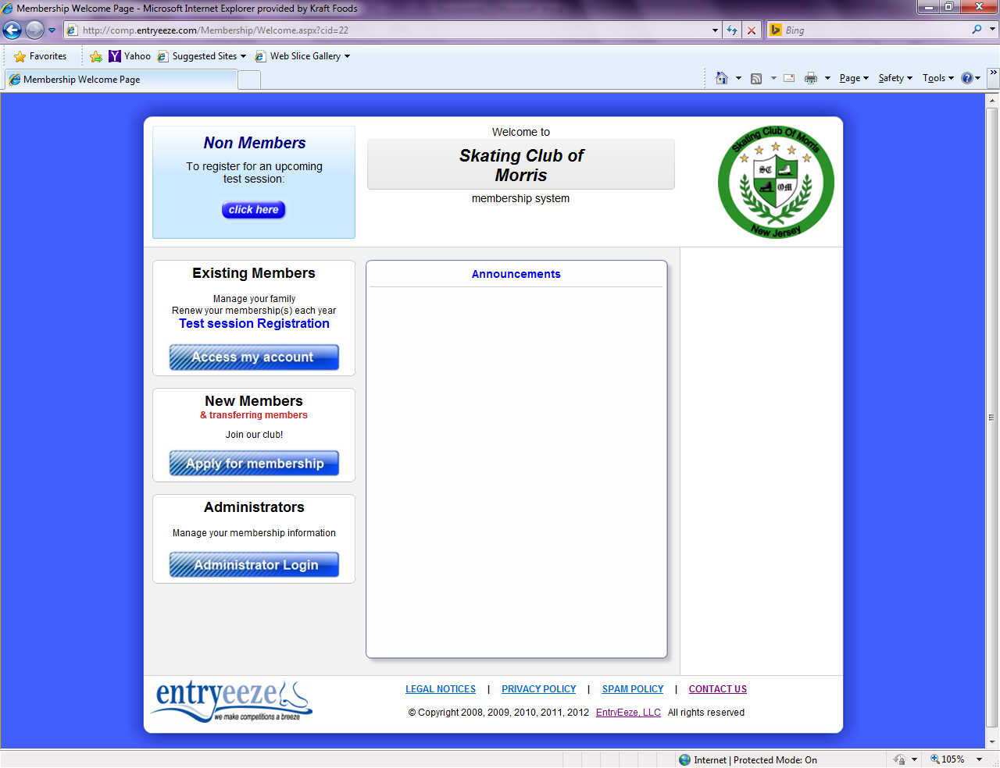 Membership Welcome Page - Microsoft Internet Explorer provided by Kraft Foods
http://comp.entryeeze.com/Membership/Welcome.aspx?cid=22
Bing
Favorites
Yahoo
Suggested Sites
Web Slice Gallery
Membership Welcome Page
Page
Safety
Tools
Non Members
To register for an upcoming
test session:
click here
Welcome to
Skating Club of
Morris
membership system
Skating Club Of Morris
SC
OM
New Jersey
Existing Members
Manage your family
Renew your membership(s) each year
Test session Registration
Access my account
New Members
& transferring members
Join our club!
Apply for membership
Administrators
Manage your membership information
Administrator Login
Announcements
entryeeze
we make competitions a breeze
LEGAL NOTICES | PRIVACY POLICY | SPAM POLICY | CONTACT US
© Copyright 2008, 2009, 2010, 2011, 2012 EntryEeze, LLC All rights reserved
Internet | Protected Mode: On
105%